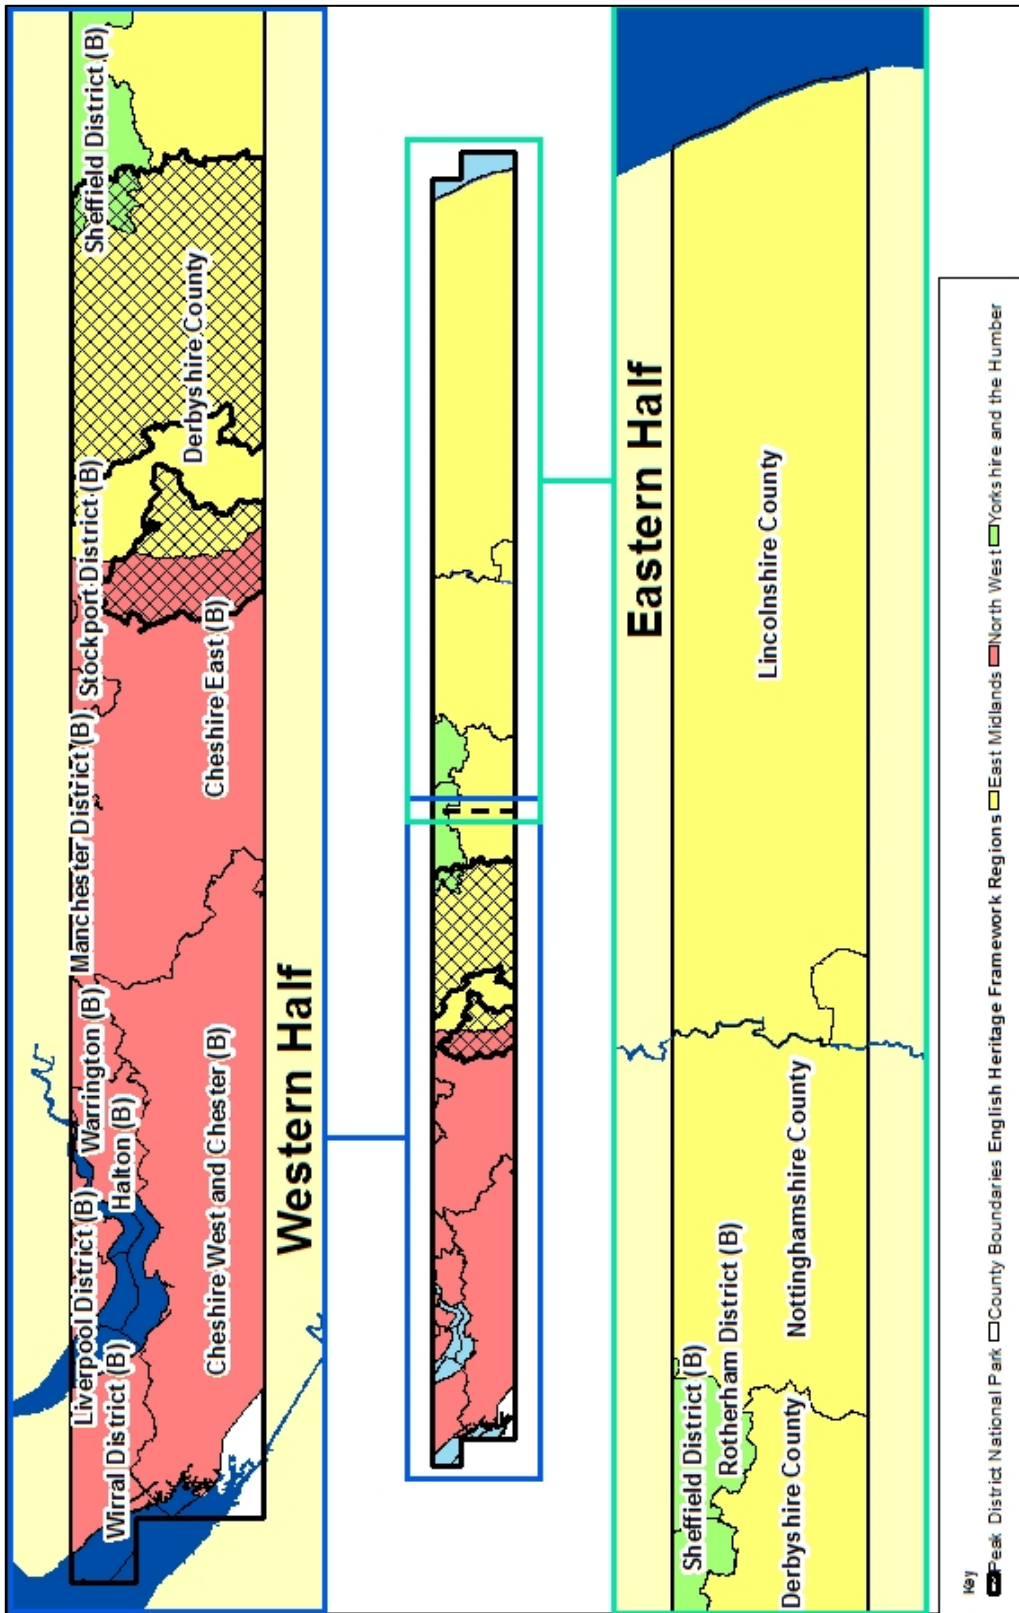 Wirral District (B)
Liverpool District (B)
Halton (B)
Warrington (B)
Manchester District (B)
Stockport District (B)
Sheffield District (B)
Cheshire West and Chester (B)
Cheshire East (B)
Derbyshire County
Western Half
Eastern Half
Sheffield District (B)
Rotherham District (B)
Derbyshire County
Nottinghamshire County
Lincolnshire County
Key
Peak District National Park County Boundaries English Heritage Framework Regions East Midlands North West Yorkshire and the Humber